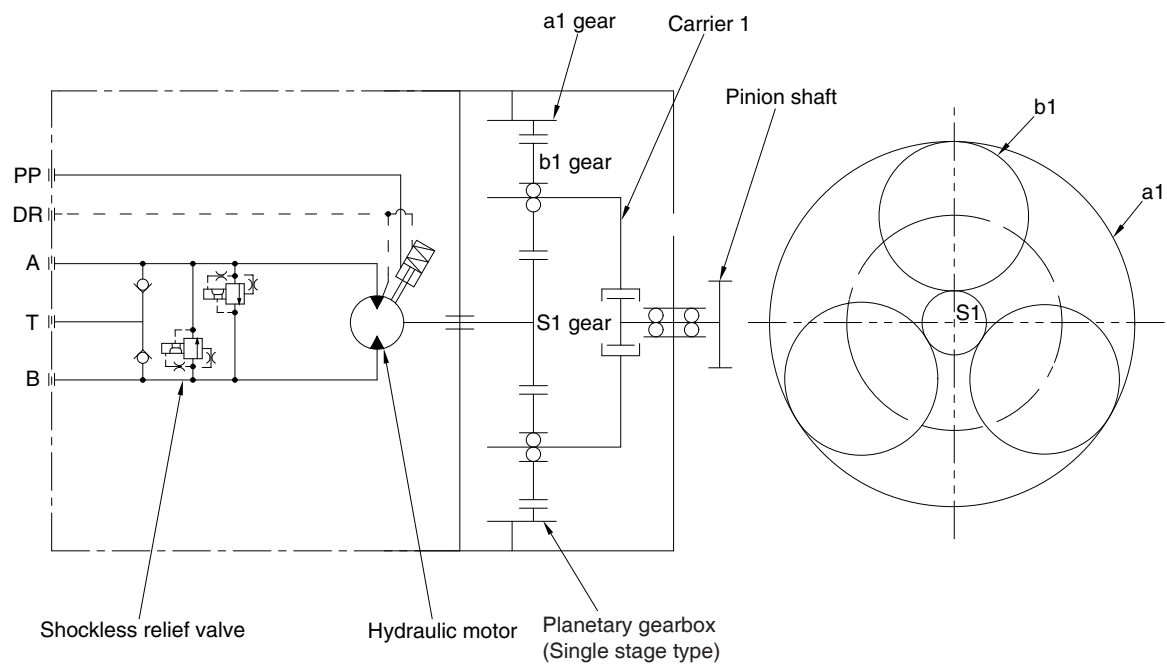 a1 gear
Carrier 1
Pinion shaft
b1
a1
PP
DR
A
T
B
b1 gear
S1 gear
S1
Shockless relief valve
Hydraulic motor
Planetary gearbox
(Single stage type)